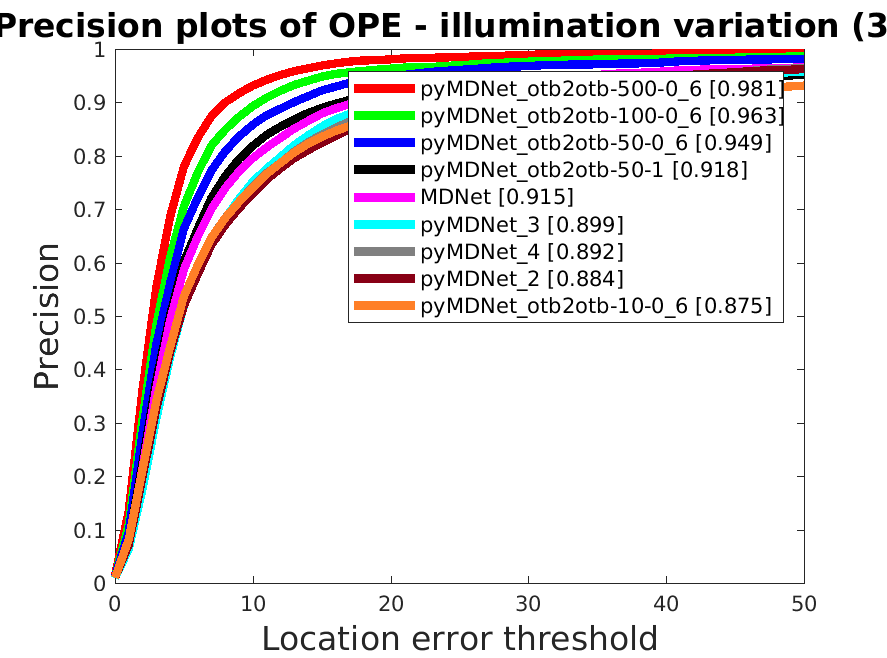 Precision plots of OPE - illumination variation (3
1
0.9
0.8
0.7
0.6
0.5
0.4
0.3
0.2
0.1
0
Precision
pyMDNet_otb2otb-500-0_6 [0.981]
pyMDNet_otb2otb-100-0_6 [0.963]
pyMDNet_otb2otb-50-0_6 [0.949]
pyMDNet_otb2otb-50-1 [0.918]
MDNet [0.915]
pyMDNet_3 [0.899]
pyMDNet_4 [0.892]
pyMDNet_2 [0.884]
pyMDNet_otb2otb-10-0_6 [0.875]
0 10 20 30 40 50
Location error threshold